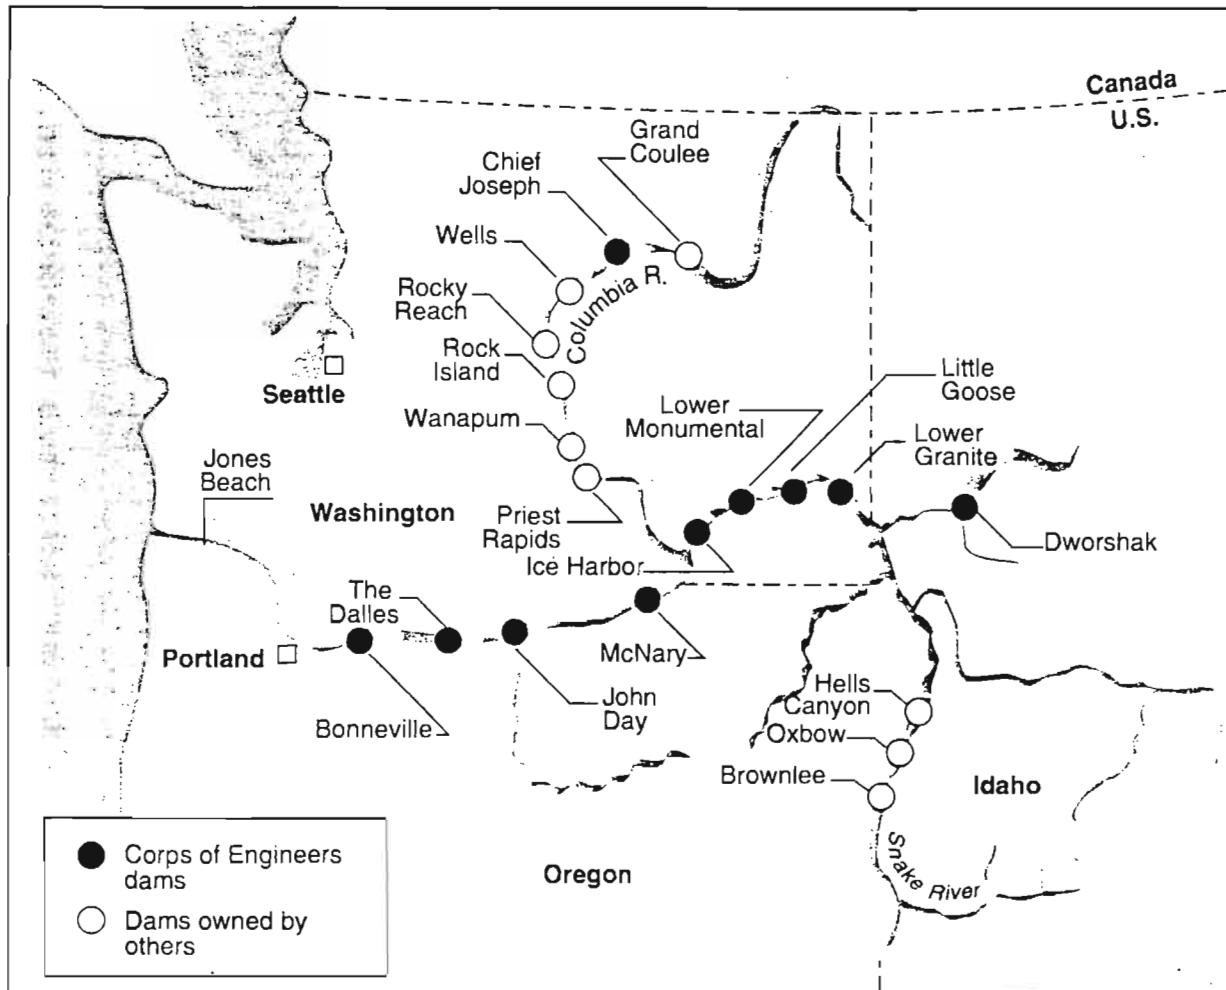 Canada
U.S.
Grand
Coulee
Chief
Joseph
Wells
Rocky
Reach
Columbia R.
Rock
Island
Seattle
Little
Goose
Lower
Monumental
Wanapum
Lower
Granite
Jones
Beach
Washington
Priest
Rapids
Ice Harbor
Dworshak
The
Dalles
Portland
McNary
Bonneville
John
Day
Hells
Canyon
Oxbow
Brownlee
Idaho
Snake River
Oregon
Corps of Engineers
dams
Dams owned by
others